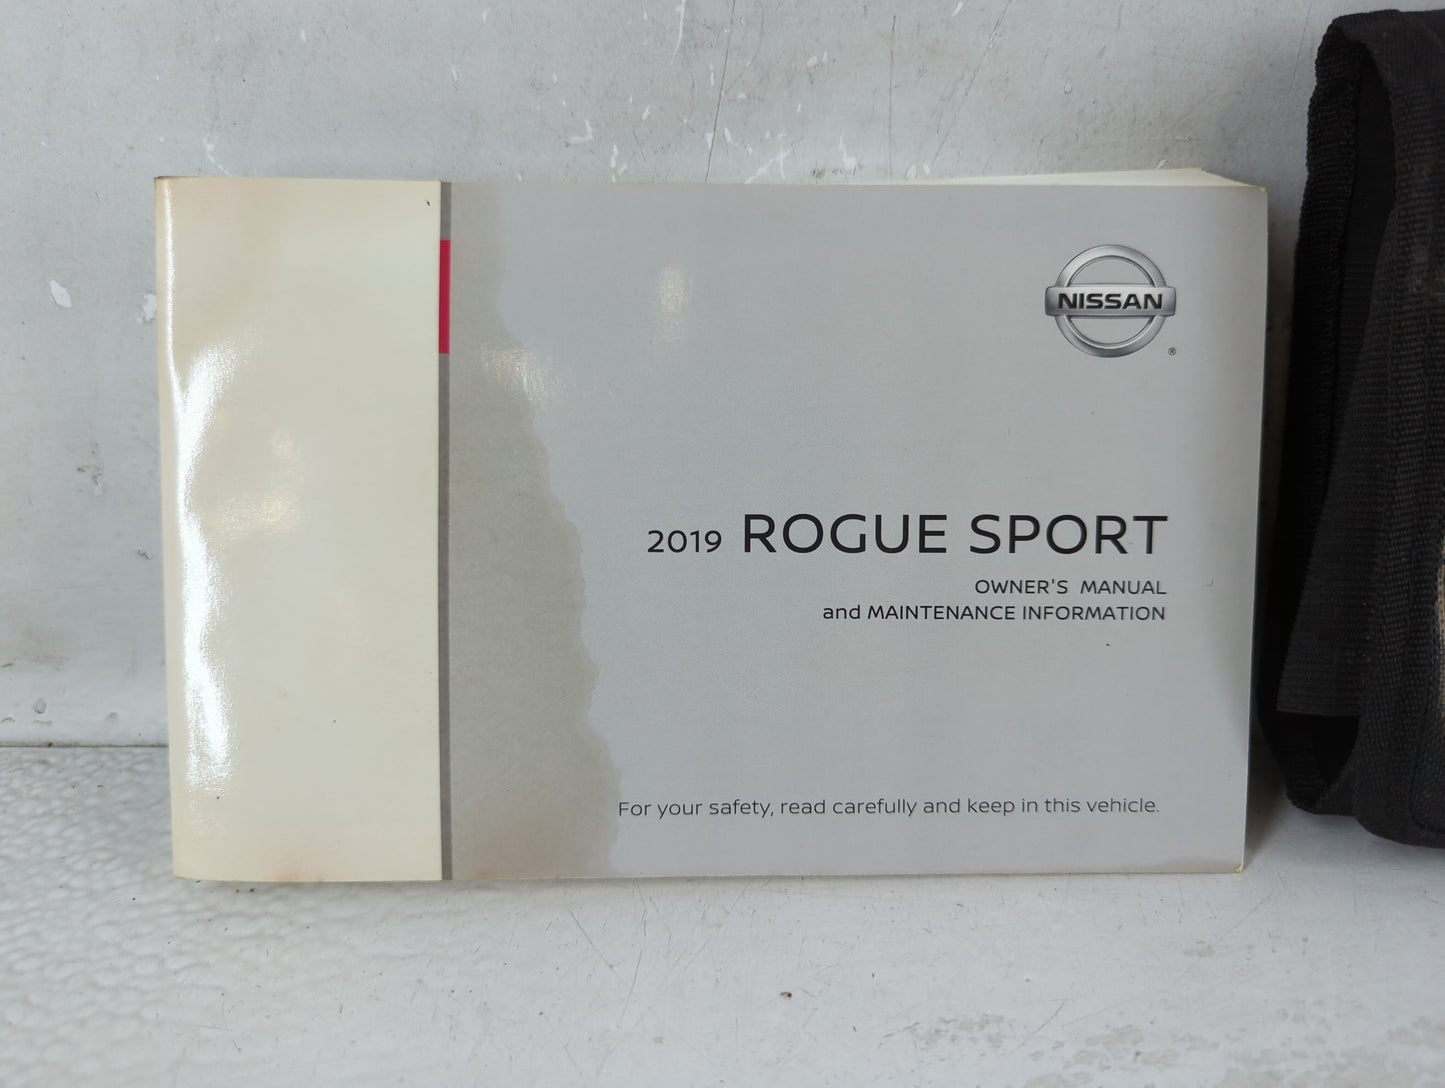 NISSAN
®
2019 ROGUE SPORT
OWNER'S MANUAL
and MAINTENANCE INFORMATION
For your safety, read carefully and keep in this vehicle.